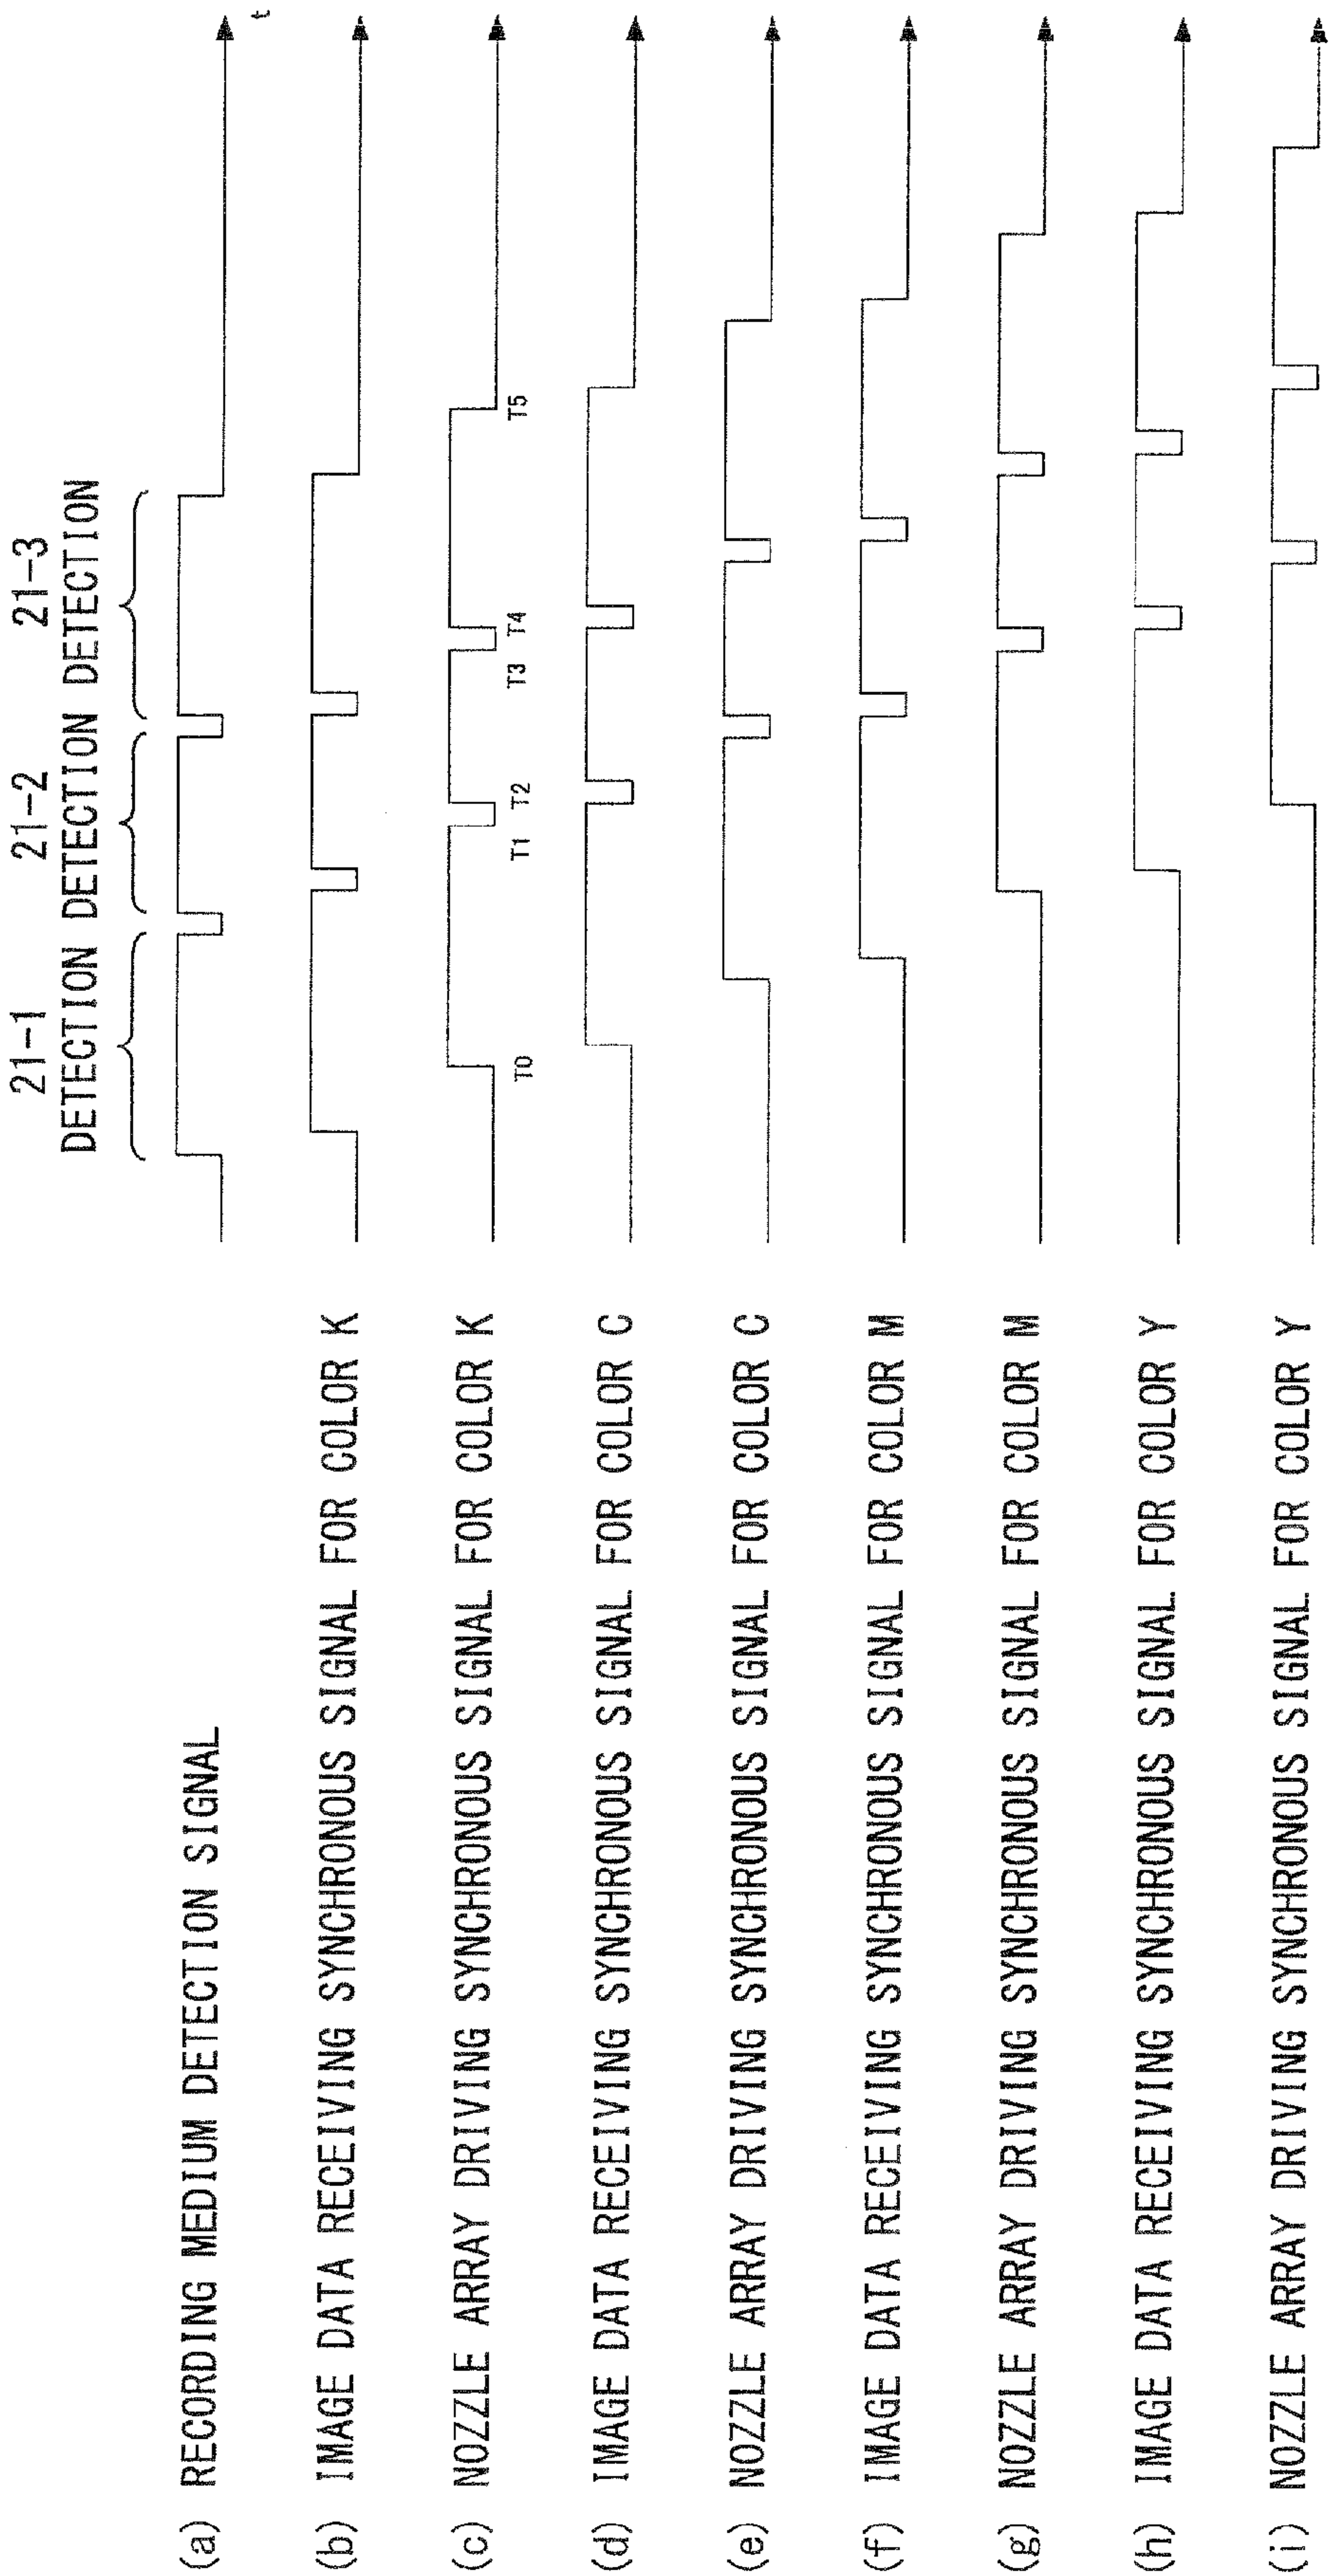 21-1 21-2 21-3
DETECTION DETECTION DETECTION
(a) RECORDING MEDIUM DETECTION SIGNAL
t
(b) IMAGE DATA RECEIVING SYNCHRONOUS SIGNAL FOR COLOR K
(c) NOZZLE ARRAY DRIVING SYNCHRONOUS SIGNAL FOR COLOR K
T0 T1 T2 T3 T4 T5
(d) IMAGE DATA RECEIVING SYNCHRONOUS SIGNAL FOR COLOR C
(e) NOZZLE ARRAY DRIVING SYNCHRONOUS SIGNAL FOR COLOR C
(f) IMAGE DATA RECEIVING SYNCHRONOUS SIGNAL FOR COLOR M
(g) NOZZLE ARRAY DRIVING SYNCHRONOUS SIGNAL FOR COLOR M
(h) IMAGE DATA RECEIVING SYNCHRONOUS SIGNAL FOR COLOR Y
(i) NOZZLE ARRAY DRIVING SYNCHRONOUS SIGNAL FOR COLOR Y